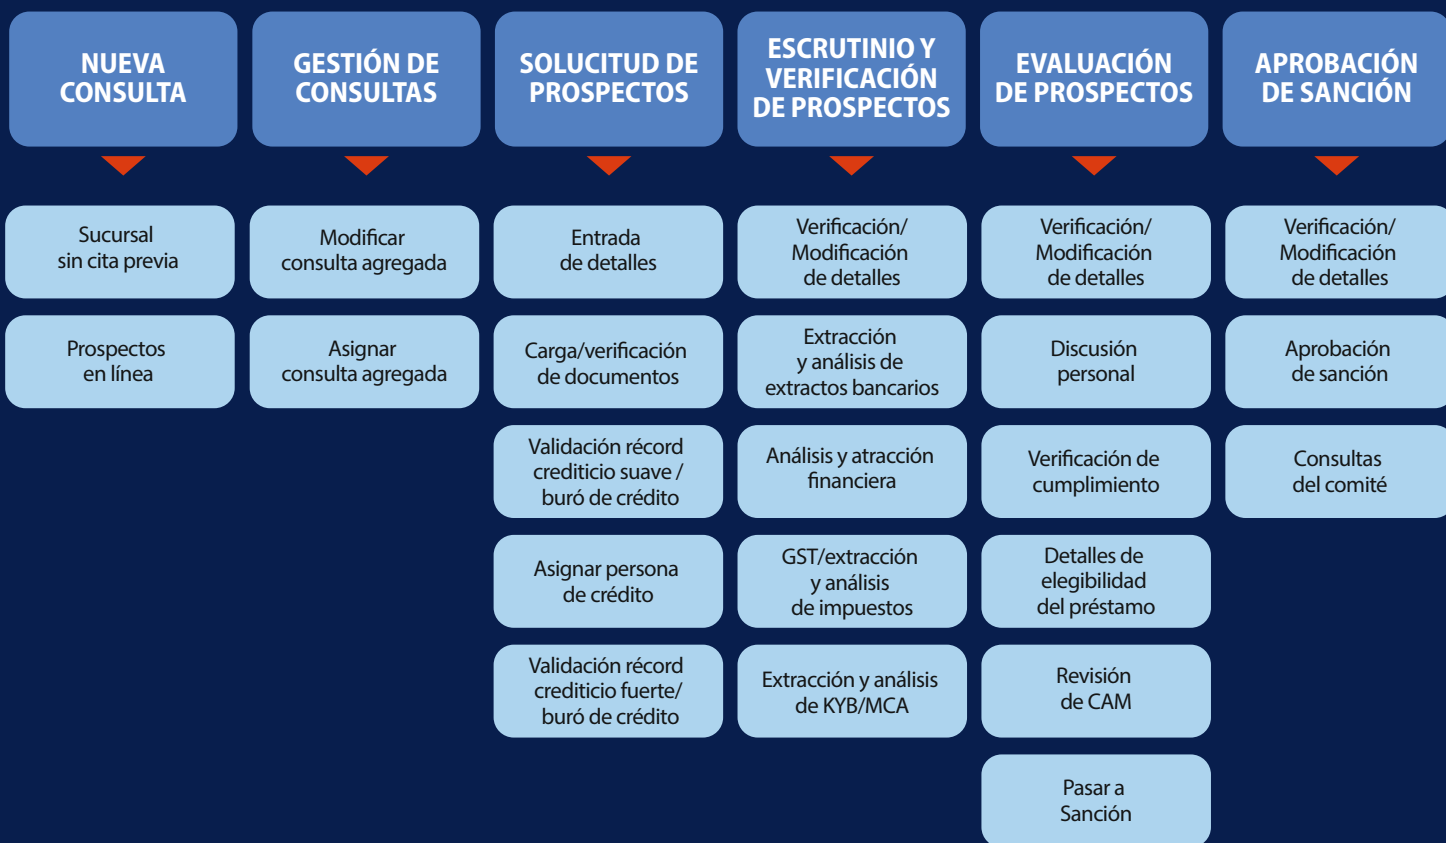 NUEVA
CONSULTA
GESTIÓN DE
CONSULTAS
SOLUCITUD DE
PROSPECTOS
ESCRUTINIO Y
VERIFICACIÓN
DE PROSPECTOS
EVALUACIÓN
DE PROSPECTOS
APROBACIÓN
DE SANCIÓN
Sucursal
sin cita previa
Prospectos
en línea
Modificar
consulta agregada
Asignar
consulta agregada
Entrada
de detalles
Carga/verificación
de documentos
Validación récord
crediticio suave /
buró de crédito
Asignar persona
de crédito
Validación récord
crediticio fuerte/
buró de crédito
Verificación/
Modificación
de detalles
Extracción
y análisis de
extractos bancarios
Análisis y atracción
financiera
GST/extracción
y análisis
de impuestos
Extracción y análisis
de KYB/MCA
Verificación/
Modificación
de detalles
Discusión
personal
Verificación de
cumplimiento
Detalles de
elegibilidad
del préstamo
Revisión
de CAM
Pasar a
Sanción
Verificación/
Modificación
de detalles
Aprobación
de sanción
Consultas
del comité